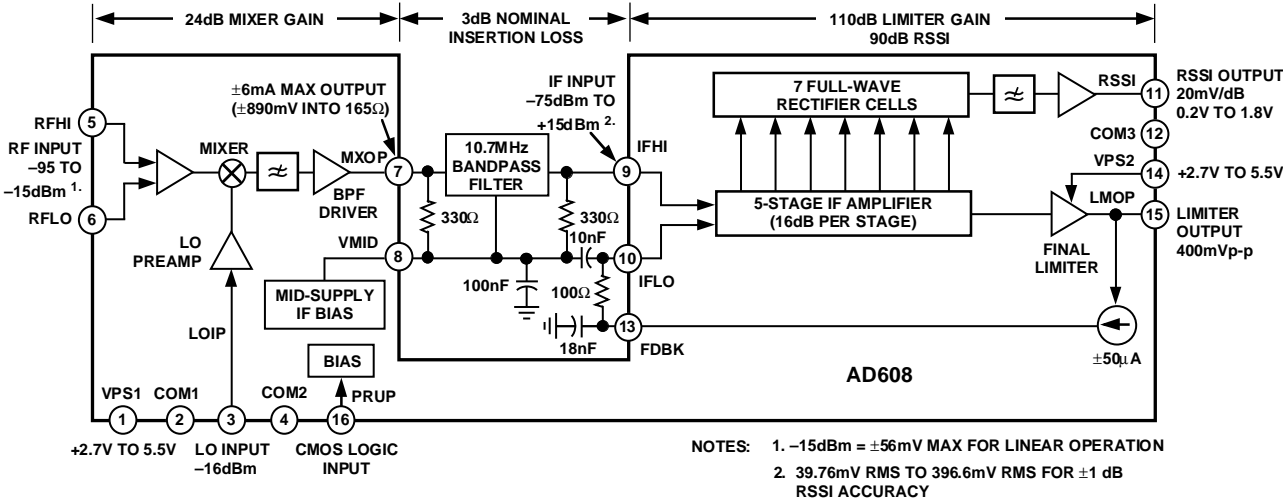 24dB MIXER GAIN
3dB NOMINAL
INSERTION LOSS
110dB LIMITER GAIN
90dB RSSI
±6mA MAX OUTPUT
(±890mV INTO 165Ω)
IF INPUT
–75dBm TO
+15dBm 2.
7 FULL-WAVE
RECTIFIER CELLS
RSSI
11
RSSI OUTPUT
20mV/dB
0.2V TO 1.8V
COM3
12
VPS2
14
+2.7V TO 5.5V
LMOP
15
LIMITER
OUTPUT
400mVp-p
RFHI
5
RF INPUT
–95 TO
–15dBm 1.
RFLO
6
MIXER
MXOP
7
BPF
DRIVER
10.7MHz
BANDPASS
FILTER
IFHI
9
5-STAGE IF AMPLIFIER
(16dB PER STAGE)
FINAL
LIMITER
330Ω
330Ω
10nF
VMID
8
10
IFLO
LO
PREAMP
MID-SUPPLY
IF BIAS
100nF
100Ω
18nF
13
FDBK
±50µA
LOIP
BIAS
PRUP
AD608
VPS1
COM1
COM2
1
2
3
4
16
+2.7V TO 5.5V
LO INPUT
–16dBm
CMOS LOGIC
INPUT
NOTES: 1. –15dBm = ±56mV MAX FOR LINEAR OPERATION
2. 39.76mV RMS TO 396.6mV RMS FOR ±1 dB
RSSI ACCURACY